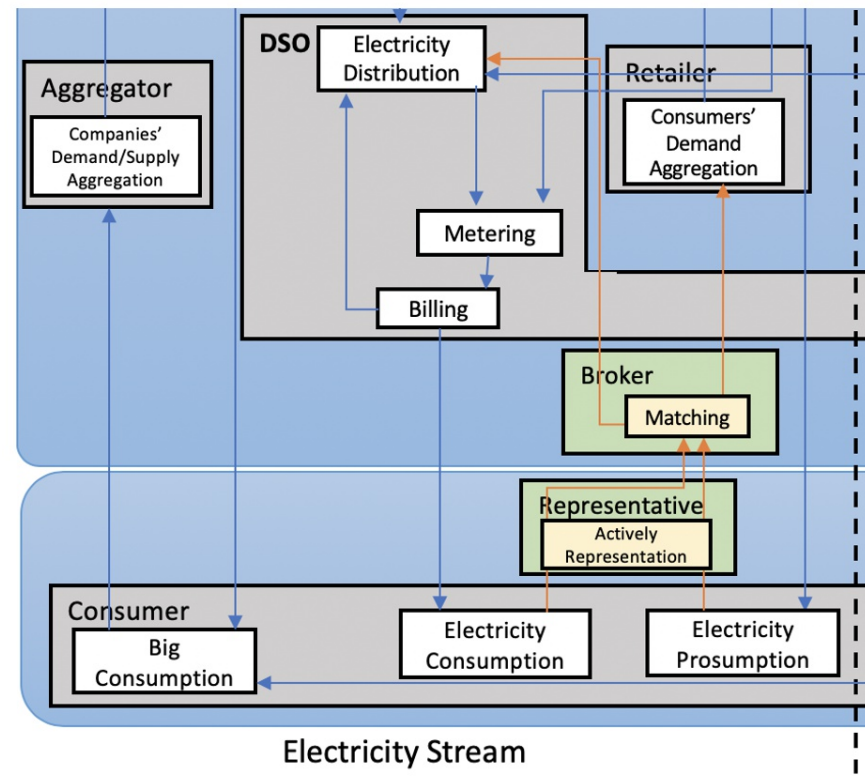 DSO
Electricity
Distribution
Aggregator
Companies'
Demand/Supply
Aggregation
Retailer
Consumers'
Demand
Aggregation
Metering
Billing
Broker
Matching
Representative
Actively
Representation
Consumer
Big
Consumption
Electricity
Consumption
Electricity
Prosumption
Electricity Stream